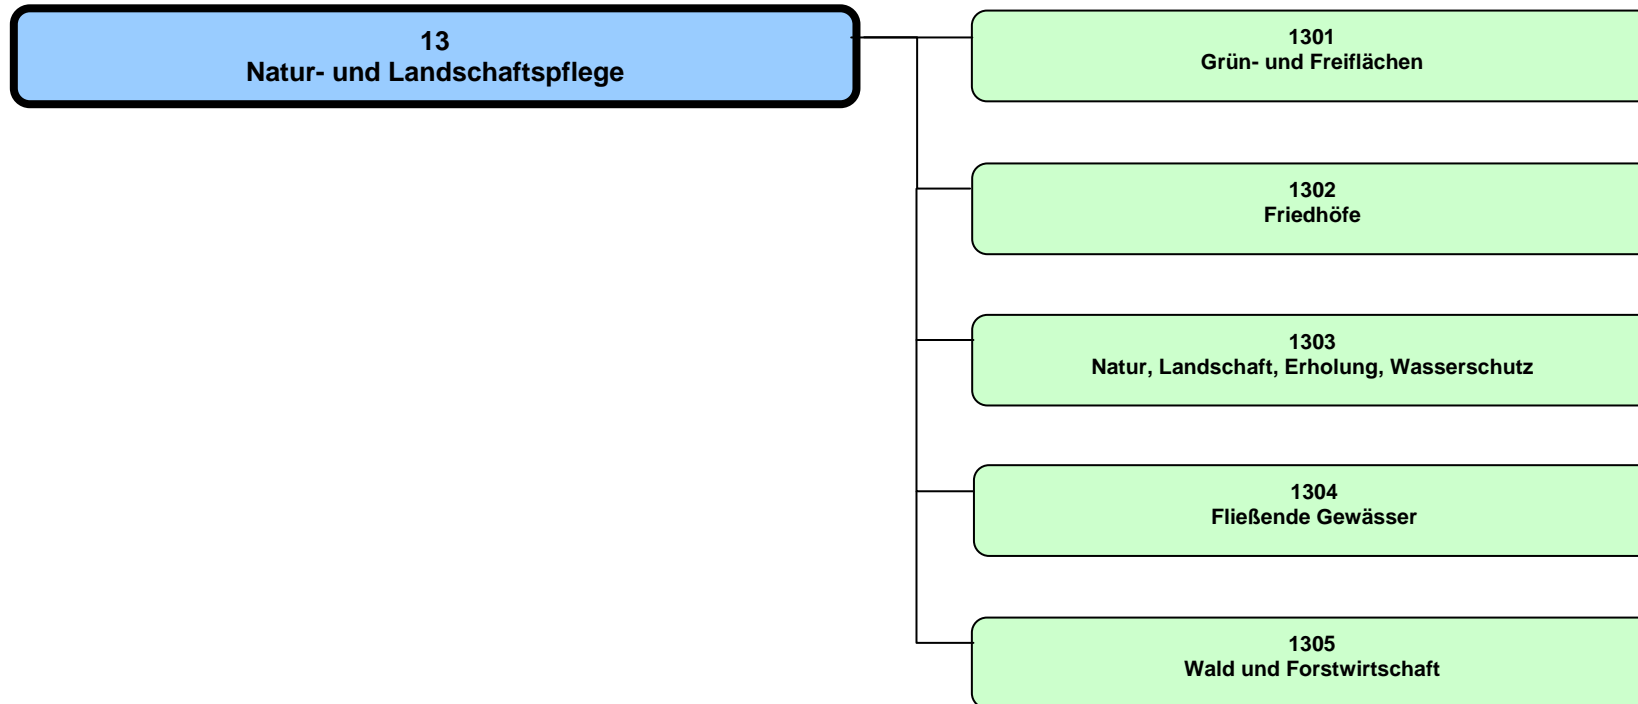 13
Natur- und Landschaftspflege
1301
Grün- und Freiflächen
1302
Friedhöfe
1303
Natur, Landschaft, Erholung, Wasserschutz
1304
Fließende Gewässer
1305
Wald und Forstwirtschaft